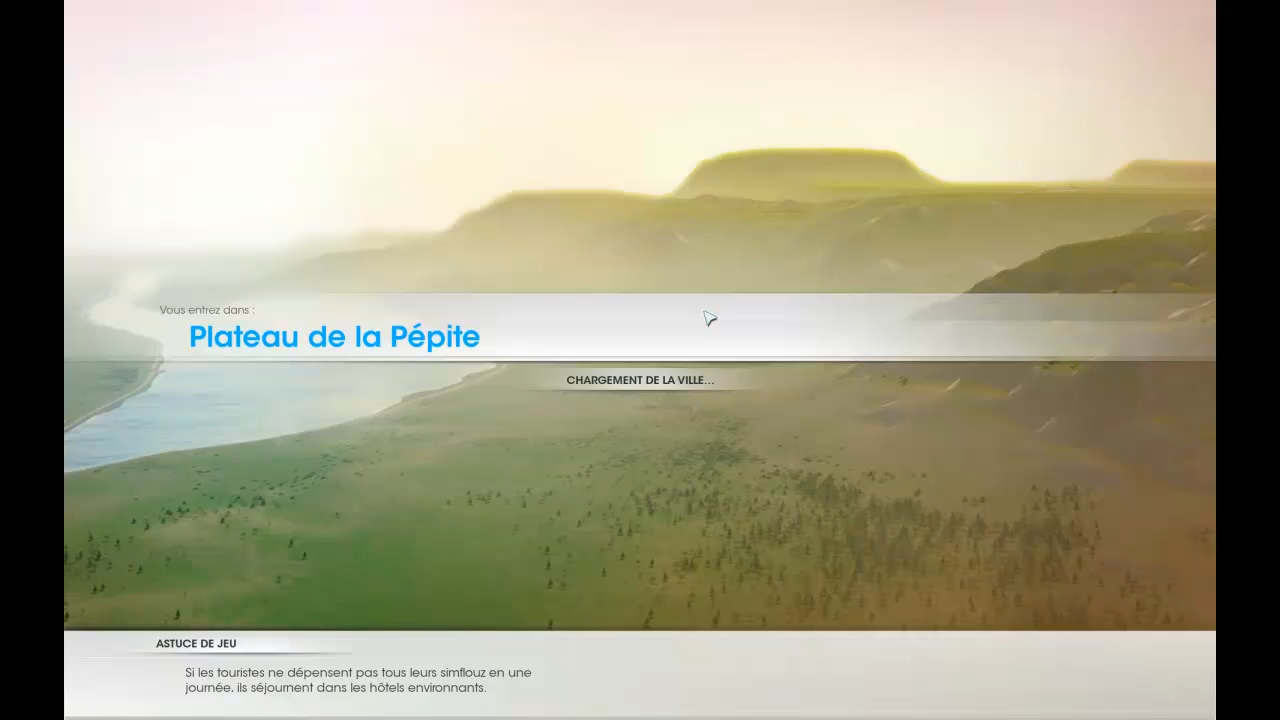 Vous entrez dans :
Plateau de la Pépite
CHARGEMENT DE LA VILLE...
ASTUCE DE JEU
Si les touristes ne dépensent pas tous leurs simflouz en une
journée, ils séjournent dans les hôtels environnants.